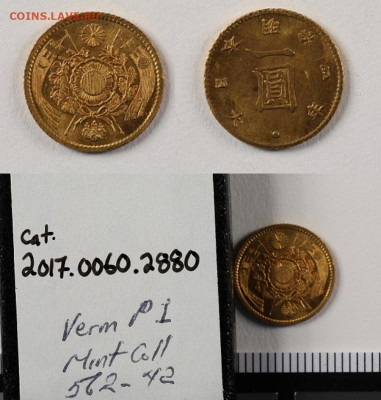 COINS.LAVE.RU
一
圓
Cat.
2017.0060.2880
Verm P.I
Mint Coll
562-42